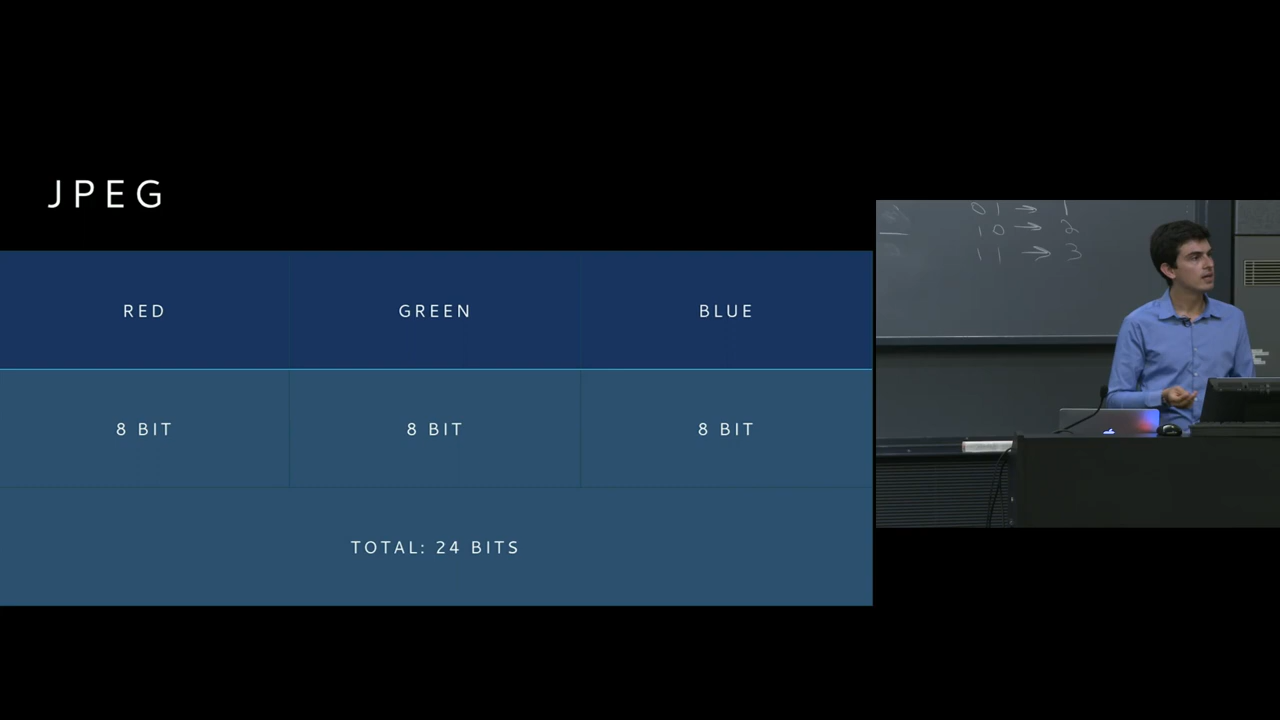 JPEG
RED GREEN BLUE
8 BIT 8 BIT 8 BIT
TOTAL: 24 BITS
01 → 1
10 → 2
11 → 3